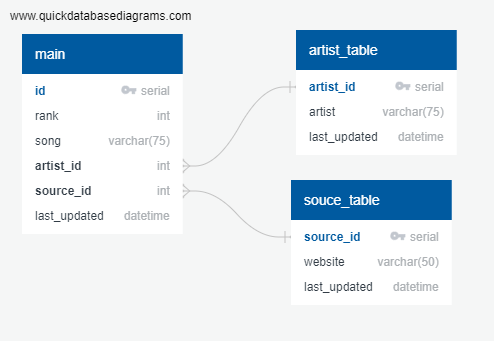 www.quickdatabasediagrams.com
main
id serial
rank int
song varchar(75)
artist_id int
source_id int
last_updated datetime
artist_table
artist_id serial
artist varchar(75)
last_updated datetime
souce_table
source_id serial
website varchar(50)
last_updated datetime